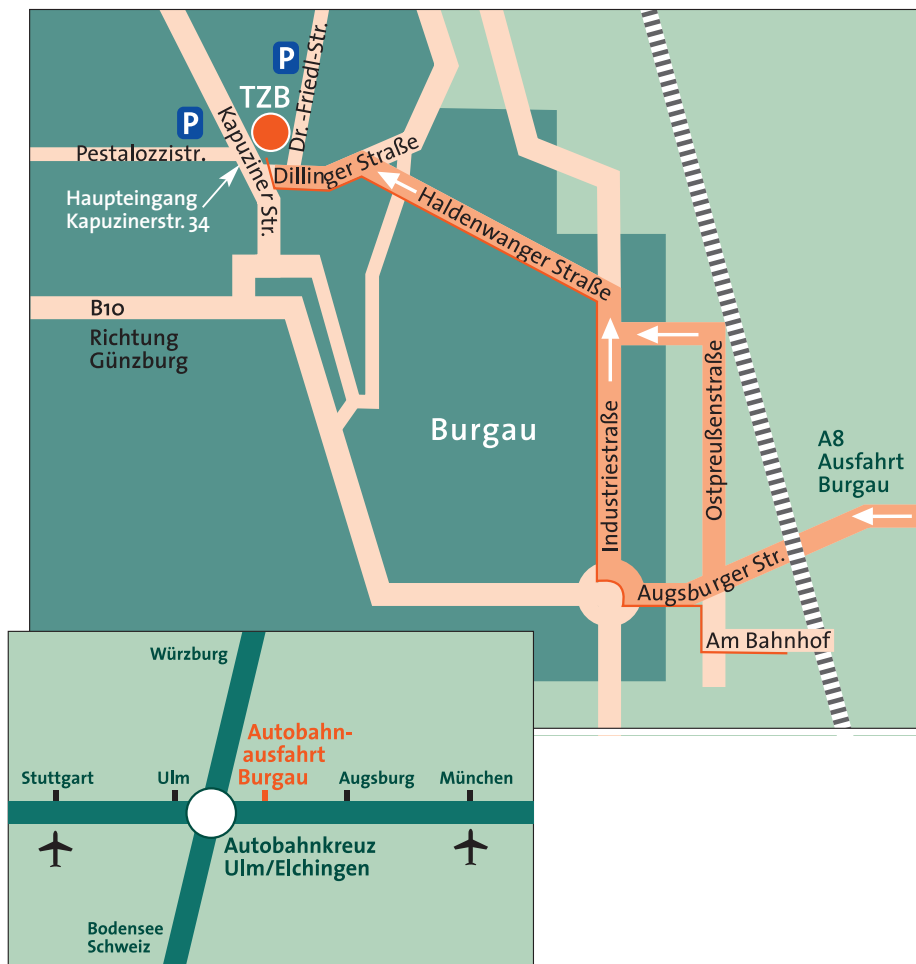 P
Dr.-Friedl-Str.
TZB
P
Kapuziner Str.
Pestalozzistr.
Dillinger Straße
Haupteingang
Kapuzinerstr. 34
Haldenwanger Straße
B10
Richtung
Günzburg
Burgau
Industriestraße
Ostpreußenstraße
A8
Ausfahrt
Burgau
Augsburger Str.
Am Bahnhof
Würzburg
Autobahn-
ausfahrt
Burgau
Stuttgart
Ulm
Augsburg
München
Autobahnkreuz
Ulm/Elchingen
Bodensee
Schweiz